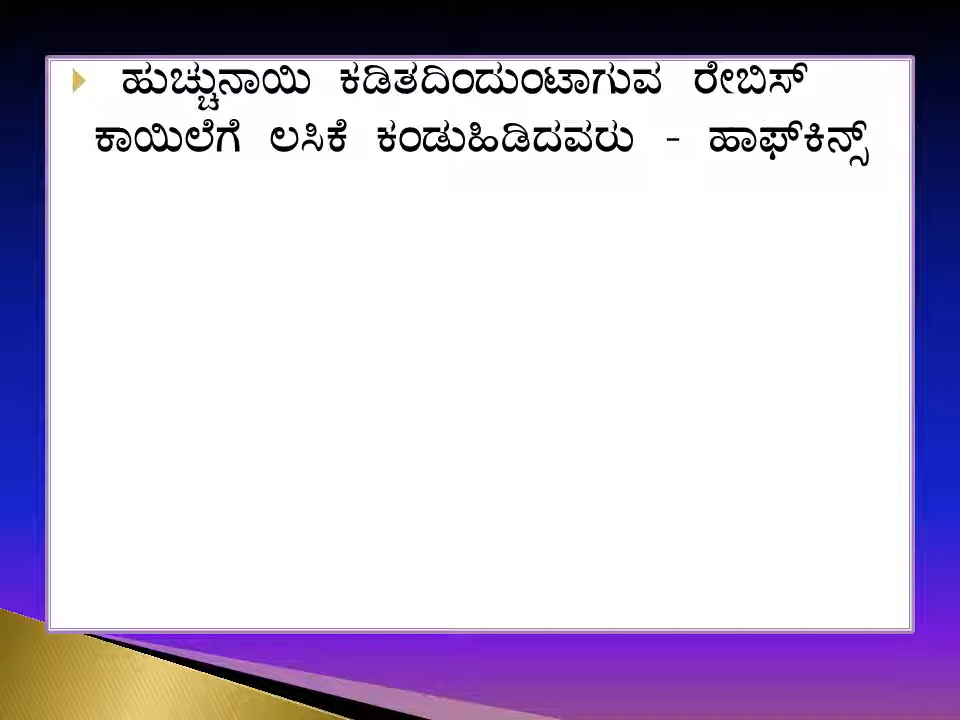 ಹುಚ್ಚುನಾಯಿ ಕಡಿತದಿಂದುಂಟಾಗುವ ರೇಬಿಸ್
ಕಾಯಿಲೆಗೆ ಲಸಿಕೆ ಕಂಡುಹಿಡಿದವರು - ಹಾಫ್‌ಕಿನ್ಸ್